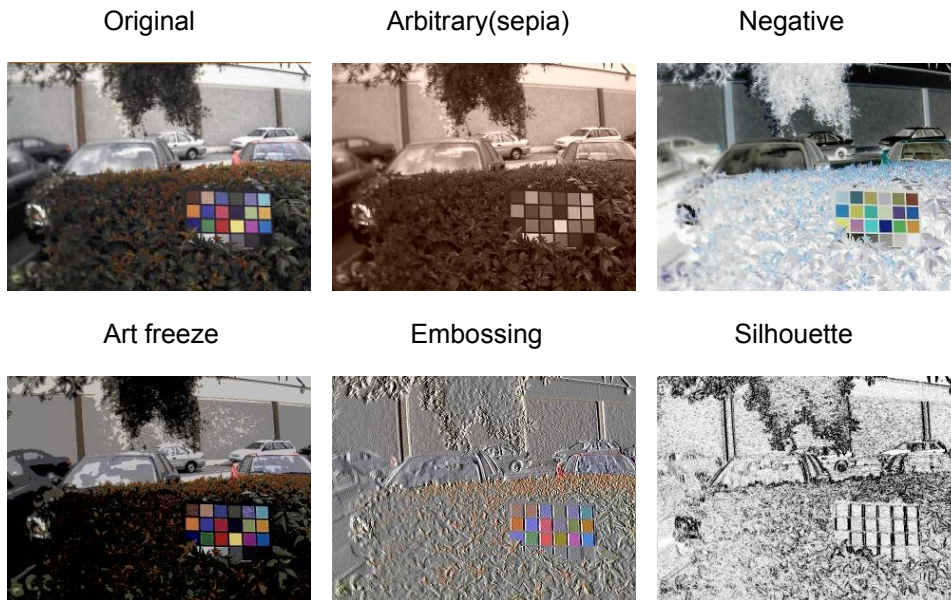 Original
Arbitrary(sepia)
Negative
Art freeze
Embossing
Silhouette